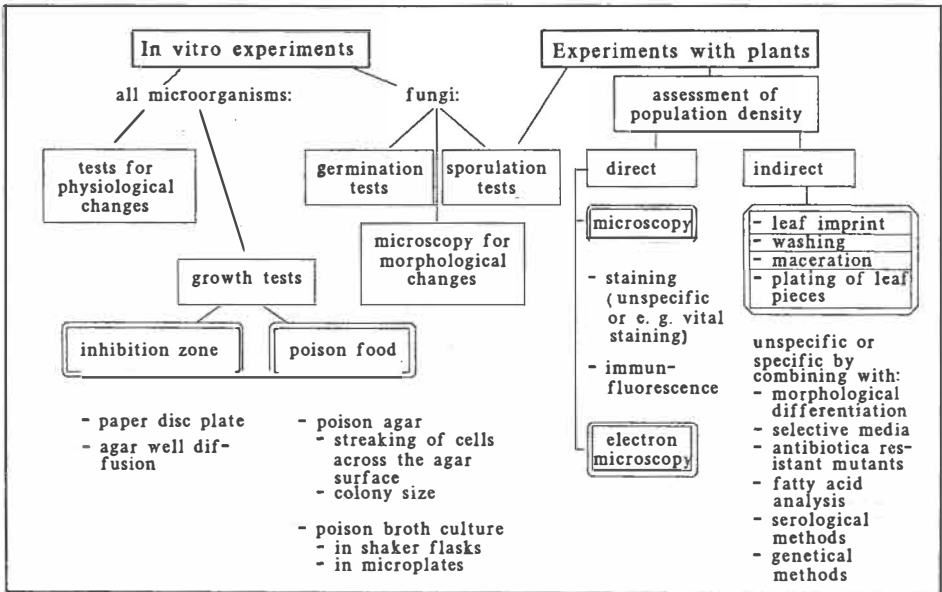 In vitro experiments
all microorganisms:
fungi:
tests for
physiological
changes
germination
tests
sporulation
tests
microscopy for
morphological
changes
growth tests
inhibition zone
poison food
- paper disc plate
- agar well dif-
fusion
- poison agar
- streaking of cells
across the agar
surface
- colony size
- poison broth culture
- in shaker flasks
- in microplates
Experiments with plants
assessment of
population density
direct
indirect
microscopy
- staining
(unspecific
or e. g. vital
staining)
- immun-
fluorescence
electron
microscopy
- leaf imprint
- washing
- maceration
- plating of leaf
pieces
unspecific or
specific by
combining with:
- morphological
differentiation
- selective media
- antibiotica res-
istant mutants
- fatty acid
analysis
- serological
methods
- genetical
methods